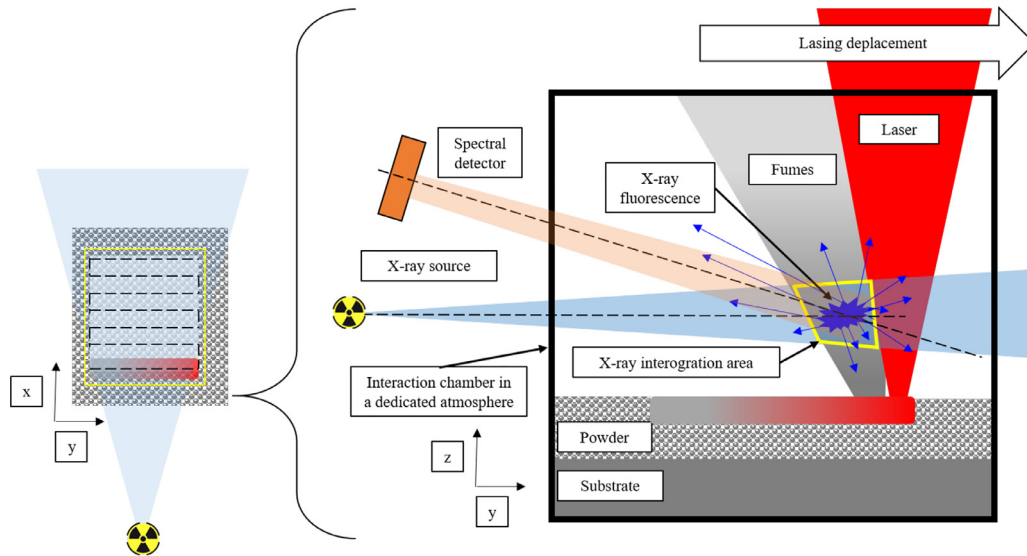 Lasing deplacement
Laser
Spectral
detector
Fumes
X-ray
fluorescence
X-ray source
X-ray interogration area
Interaction chamber in
a dedicated atmosphere
x
y
Powder
z
Substrate
y